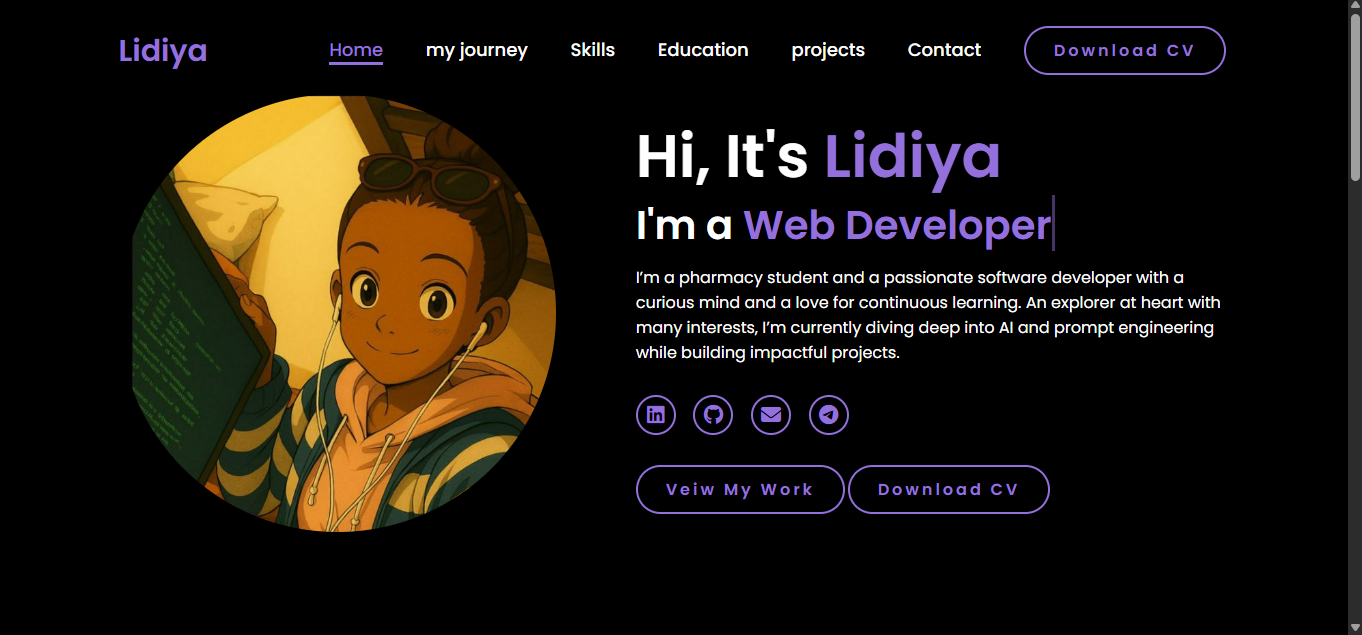 Lidiya Home my journey Skills Education projects Contact Download CV
Hi, It's Lidiya
I'm a Web Developer
I’m a pharmacy student and a passionate software developer with a
curious mind and a love for continuous learning. An explorer at heart with
many interests, I’m currently diving deep into AI and prompt engineering
while building impactful projects.
in
Veiw My Work Download CV